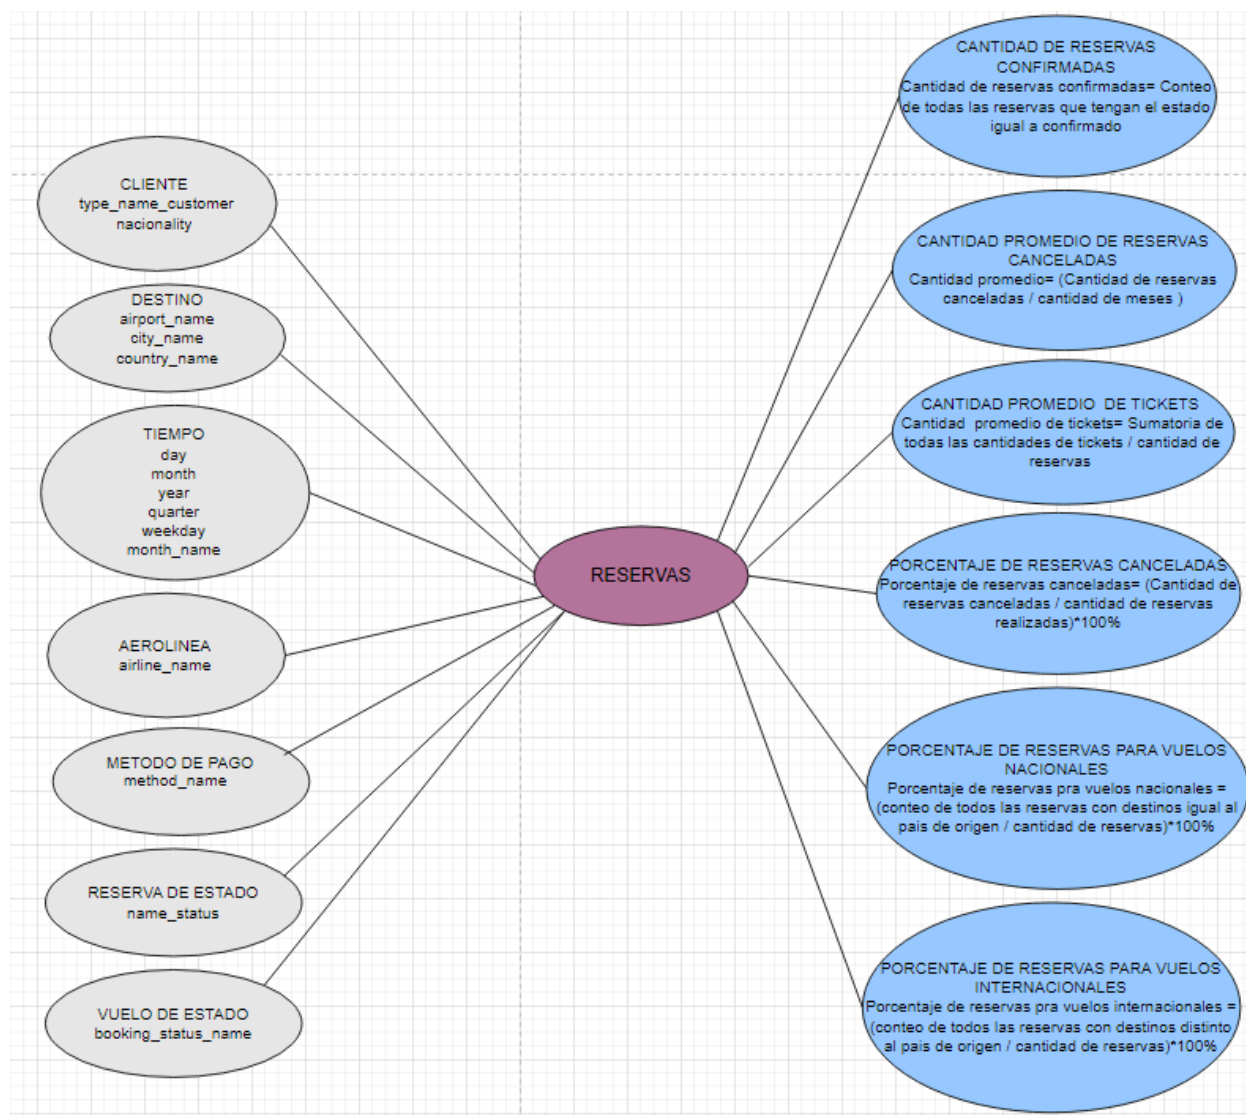 CLIENTE
type_name_customer
nacionality
DESTINO
airport_name
city_name
country_name
TIEMPO
day
month
year
quarter
weekday
month_name
AEROLINEA
airline_name
METODO DE PAGO
method_name
RESERVA DE ESTADO
name_status
VUELO DE ESTADO
booking_status_name
RESERVAS
CANTIDAD DE RESERVAS
CONFIRMADAS
Cantidad de reservas confirmadas= Conteo
de todas las reservas que tengan el estado
igual a confirmado
CANTIDAD PROMEDIO DE RESERVAS
CANCELADAS
Cantidad promedio= (Cantidad de reservas
canceladas / cantidad de meses )
CANTIDAD PROMEDIO  DE TICKETS
Cantidad  promedio de tickets= Sumatoria de
todas las cantidades de tickets / cantidad de
reservas
PORCENTAJE DE RESERVAS CANCELADAS
Porcentaje de reservas canceladas= (Cantidad de
reservas canceladas / cantidad de reservas
realizadas)*100%
PORCENTAJE DE RESERVAS PARA VUELOS
NACIONALES
Porcentaje de reservas pra vuelos nacionales =
(conteo de todos las reservas con destinos igual al
pais de origen / cantidad de reservas)*100%
PORCENTAJE DE RESERVAS PARA VUELOS
INTERNACIONALES
Porcentaje de reservas pra vuelos internacionales =
(conteo de todos las reservas con destinos distinto
al pais de origen / cantidad de reservas)*100%